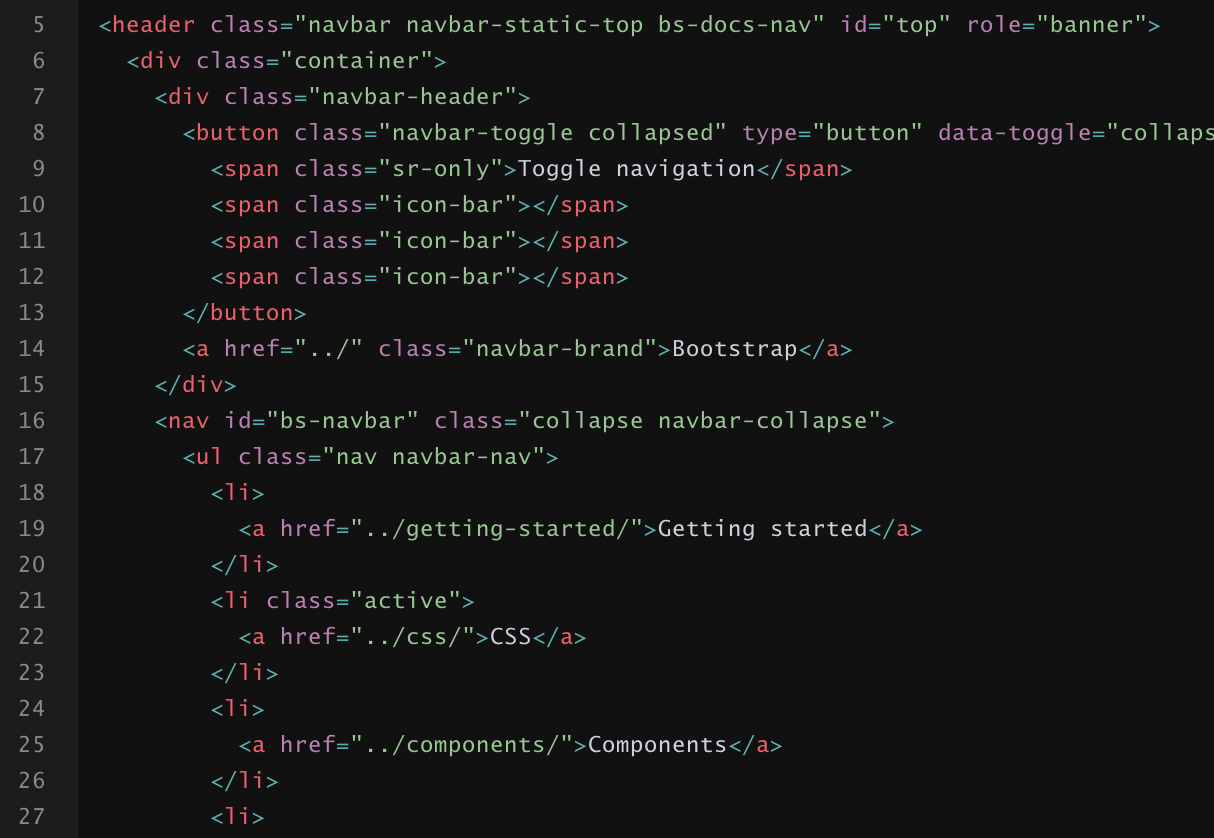 5 <header class="navbar navbar-static-top bs-docs-nav" id="top" role="banner">
6   <div class="container">
7     <div class="navbar-header">
8       <button class="navbar-toggle collapsed" type="button" data-toggle="collaps
9         <span class="sr-only">Toggle navigation</span>
10         <span class="icon-bar"></span>
11         <span class="icon-bar"></span>
12         <span class="icon-bar"></span>
13       </button>
14       <a href="../" class="navbar-brand">Bootstrap</a>
15     </div>
16     <nav id="bs-navbar" class="collapse navbar-collapse">
17       <ul class="nav navbar-nav">
18         <li>
19           <a href="../getting-started/">Getting started</a>
20         </li>
21         <li class="active">
22           <a href="../css/">CSS</a>
23         </li>
24         <li>
25           <a href="../components/">Components</a>
26         </li>
27         <li>